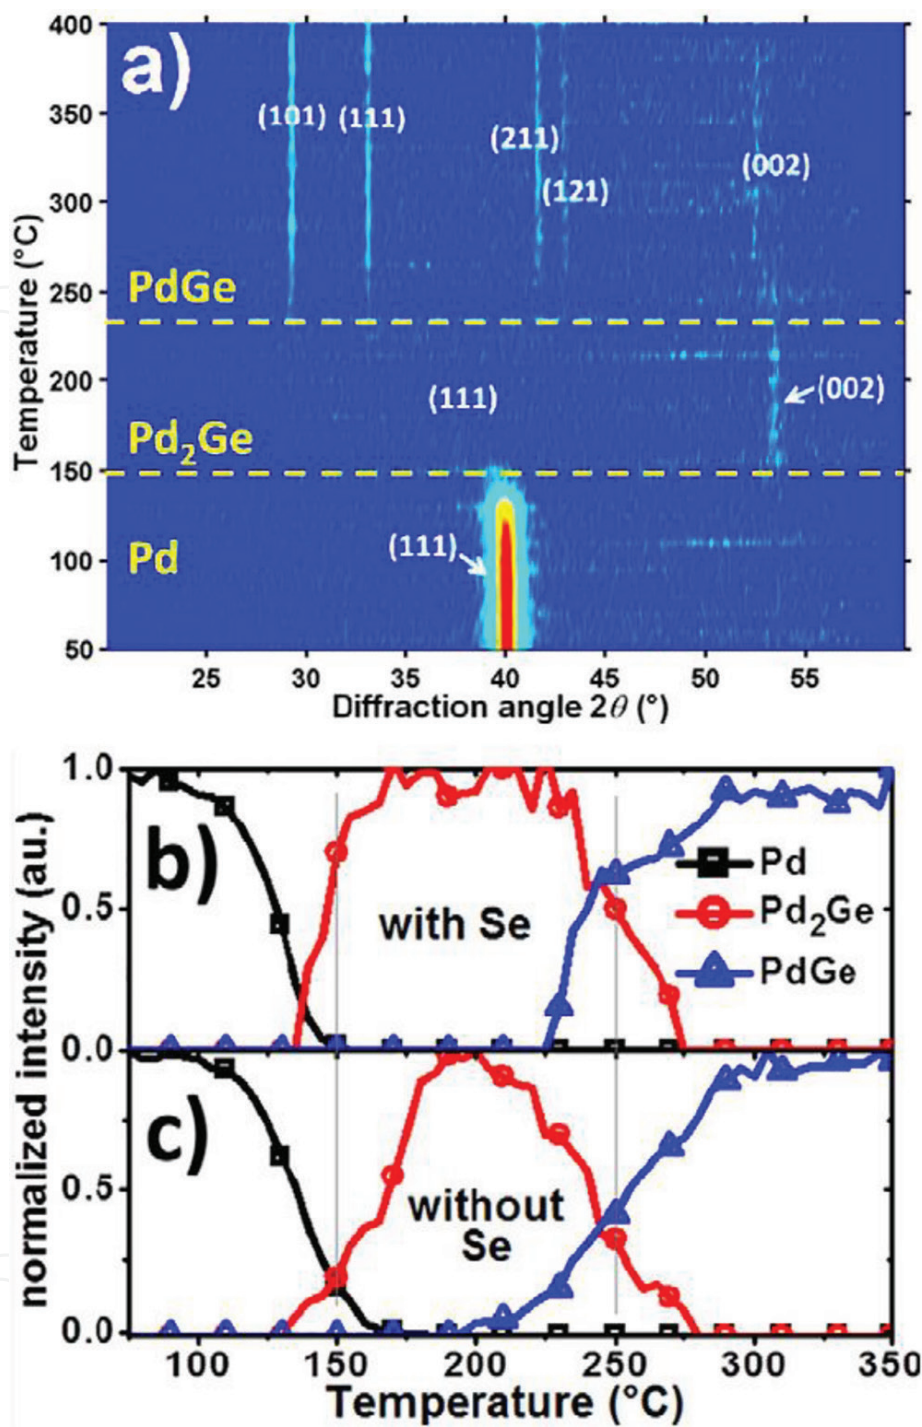 a)
400
350
300
250
200
150
100
50
Temperature (°C)
(101)
(111)
(211)
(121)
(002)
PdGe
(111)
(002)
Pd₂Ge
(111)
Pd
25
30
35
40
45
50
55
Diffraction angle 2θ (°)
normalized intensity (au.)
1.0
0.5
0.0
b)
with Se
Pd
Pd₂Ge
PdGe
c)
without
Se
0.5
0.0
100
150
200
250
300
350
Temperature (°C)